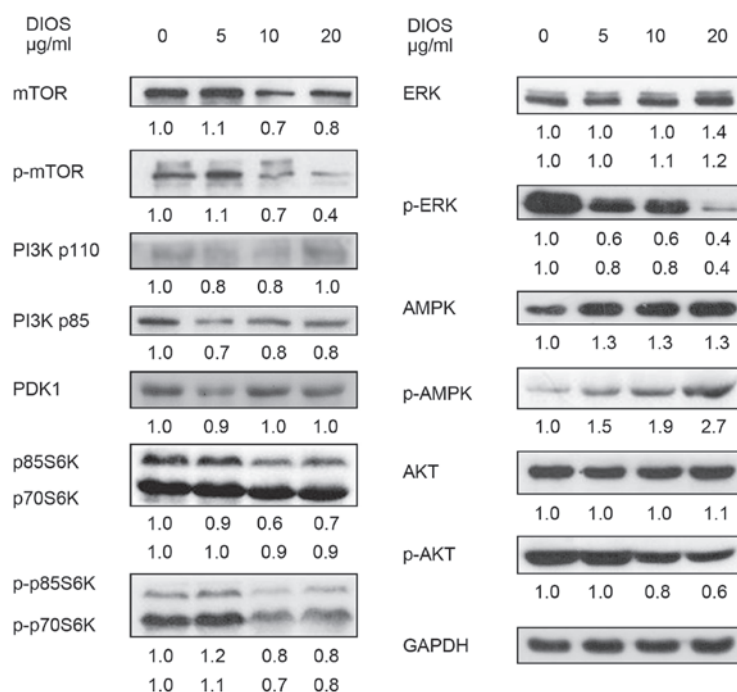 DIOS
µg/ml
0 5 10 20
mTOR
1.0 1.1 0.7 0.8
p-mTOR
1.0 1.1 0.7 0.4
PI3K p110
1.0 0.8 0.8 1.0
PI3K p85
1.0 0.7 0.8 0.8
PDK1
1.0 0.9 1.0 1.0
p85S6K
p70S6K
1.0 0.9 0.6 0.7
1.0 1.0 0.9 0.9
p-p85S6K
p-p70S6K
1.0 1.2 0.8 0.8
1.0 1.1 0.7 0.8
DIOS
µg/ml
0 5 10 20
ERK
1.0 1.0 1.0 1.4
1.0 1.0 1.1 1.2
p-ERK
1.0 0.6 0.6 0.4
1.0 0.8 0.8 0.4
AMPK
1.0 1.3 1.3 1.3
p-AMPK
1.0 1.5 1.9 2.7
AKT
1.0 1.0 1.0 1.1
p-AKT
1.0 1.0 0.8 0.6
GAPDH